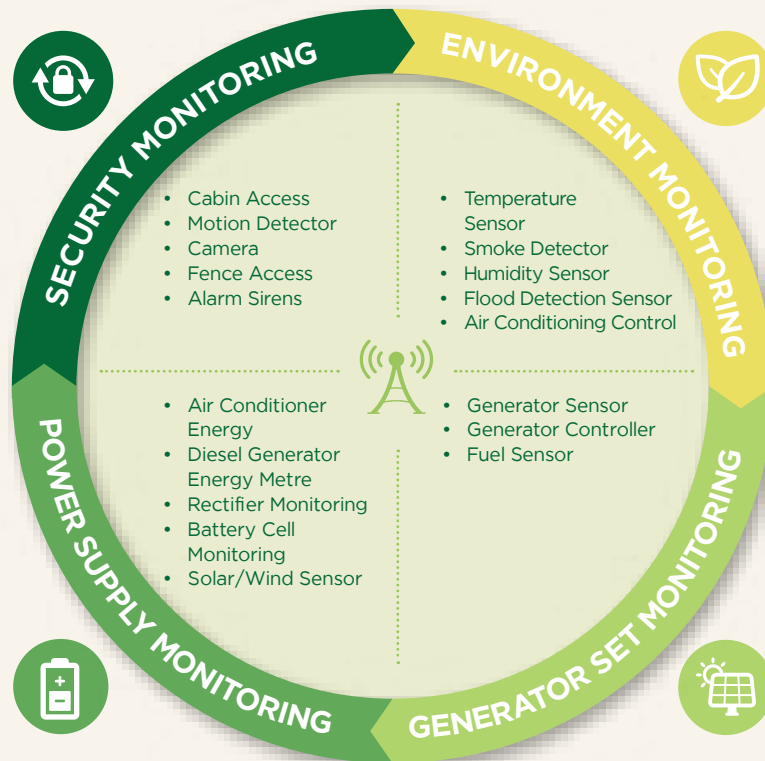 SECURITY MONITORING
• Cabin Access
• Motion Detector
• Camera
• Fence Access
• Alarm Sirens
ENVIRONMENT MONITORING
• Temperature
Sensor
• Smoke Detector
• Humidity Sensor
• Flood Detection Sensor
• Air Conditioning Control
POWER SUPPLY MONITORING
• Air Conditioner
Energy
• Diesel Generator
Energy Metre
• Rectifier Monitoring
• Battery Cell
Monitoring
• Solar/Wind Sensor
GENERATOR SET MONITORING
• Generator Sensor
• Generator Controller
• Fuel Sensor